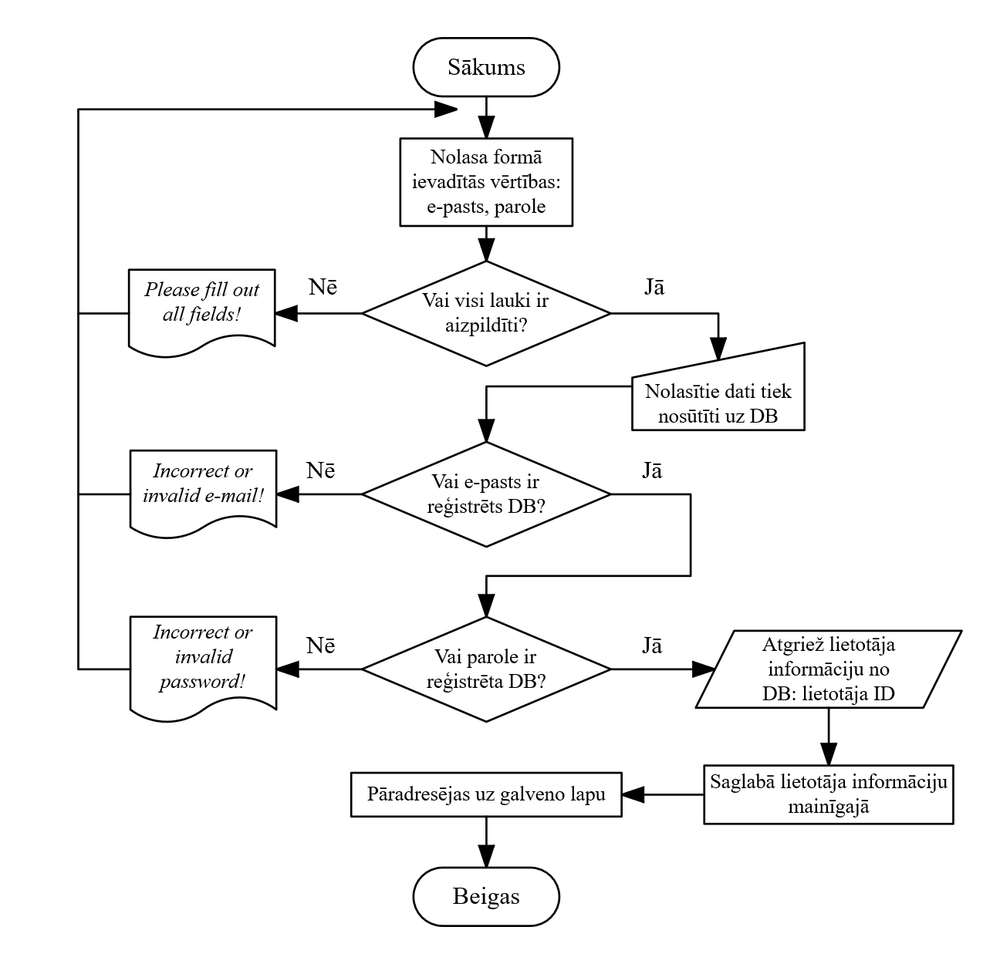 Sākums
Nolasa formā
ievadītās vērtības:
e-pasts, parole
Nē
Jā
Please fill out
all fields!
Vai visi lauki ir
aizpildīti?
Nolasītie dati tiek
nosūtīti uz DB
Nē
Jā
Incorrect or
invalid e-mail!
Vai e-pasts ir
reģistrēts DB?
Nē
Jā
Incorrect or
invalid
password!
Vai parole ir
reģistrēta DB?
Atgriež lietotāja
informāciju no
DB: lietotāja ID
Saglabā lietotāja informāciju
mainīgajā
Pāradresējas uz galveno lapu
Beigas